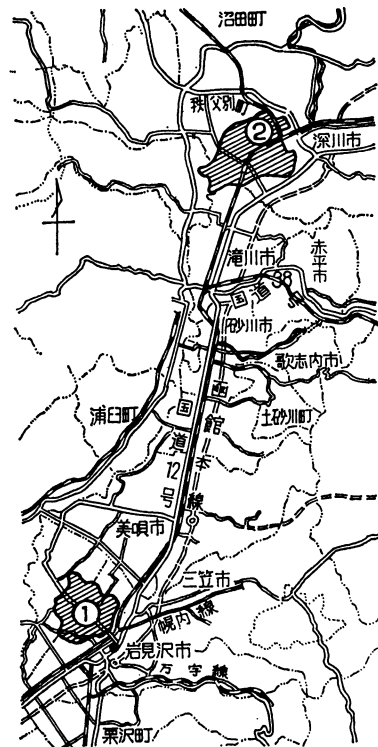 沼田町
秩父別
②
深川市
滝川市
赤平市
国道38号
砂川市
歌志内市
上砂川町
浦臼町
国道12号
函館本線
美唄市
三笠市
①
幌内線
岩見沢市
万字線
栗沢町